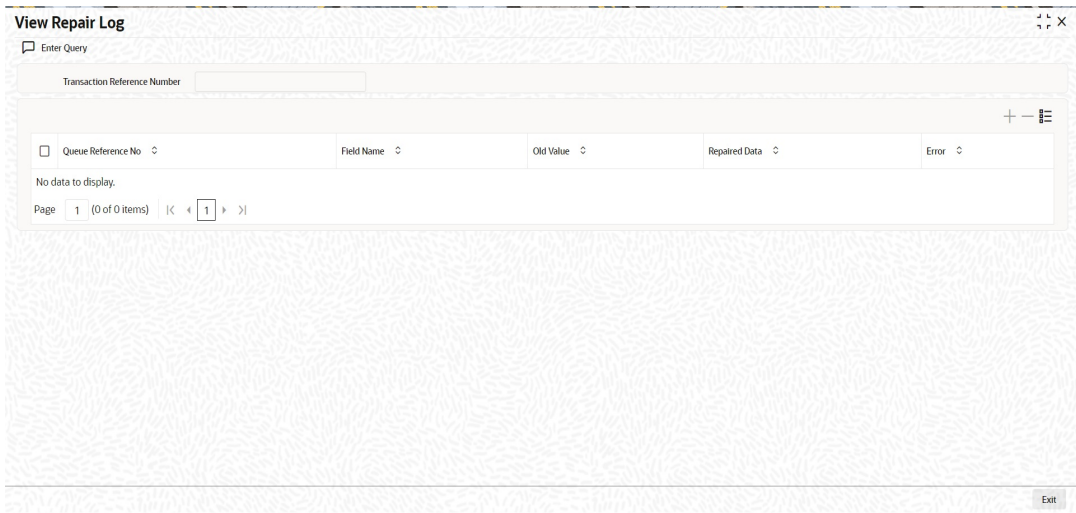 View Repair Log
Enter Query
Transaction Reference Number
Queue Reference No Field Name Old Value Repaired Data Error
No data to display.
Page 1 (0 of 0 items) 1
Exit